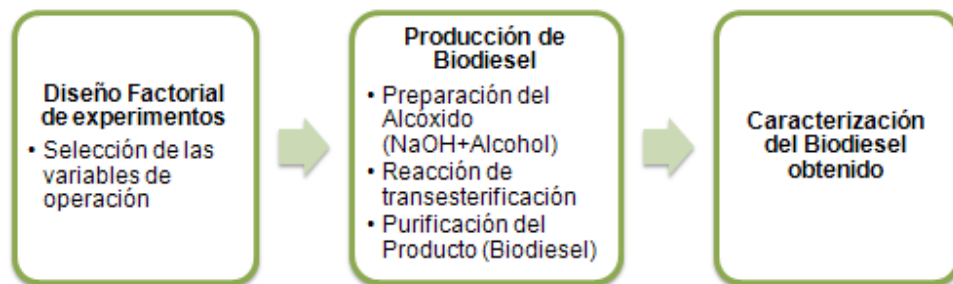 Diseño Factorial
de experimentos
• Selección de las
variables de
operación
Producción de
Biodiesel
• Preparación del
Alcóxido
(NaOH+Alcohol)
• Reacción de
transesterificación
• Purificación del
Producto (Biodiesel)
Caracterización
del Biodiesel
obtenido